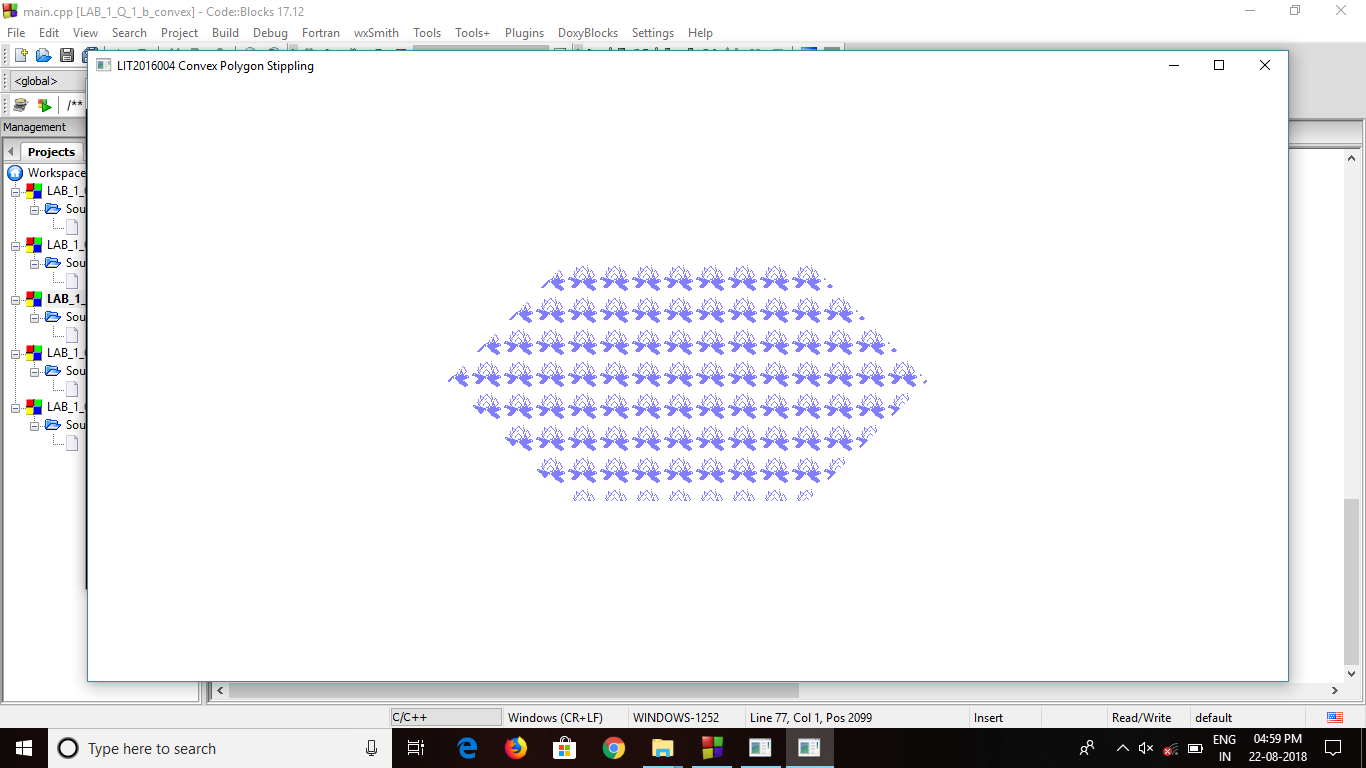 main.cpp [LAB_1_Q_1_b_convex] - Code::Blocks 17.12
File Edit View Search Project Build Debug Fortran wxSmith Tools Tools+ Plugins DoxyBlocks Settings Help
LIT2016004 Convex Polygon Stippling
<global>
/**
Management
Projects
Workspace
LAB_1_
Sou
LAB_1_
Sou
LAB_1_
Sou
LAB_1_
Sou
LAB_1_
Sou
C/C++ Windows (CR+LF) WINDOWS-1252 Line 77, Col 1, Pos 2099 Insert Read/Write default
Type here to search
ENG
IN
04:59 PM
22-08-2018